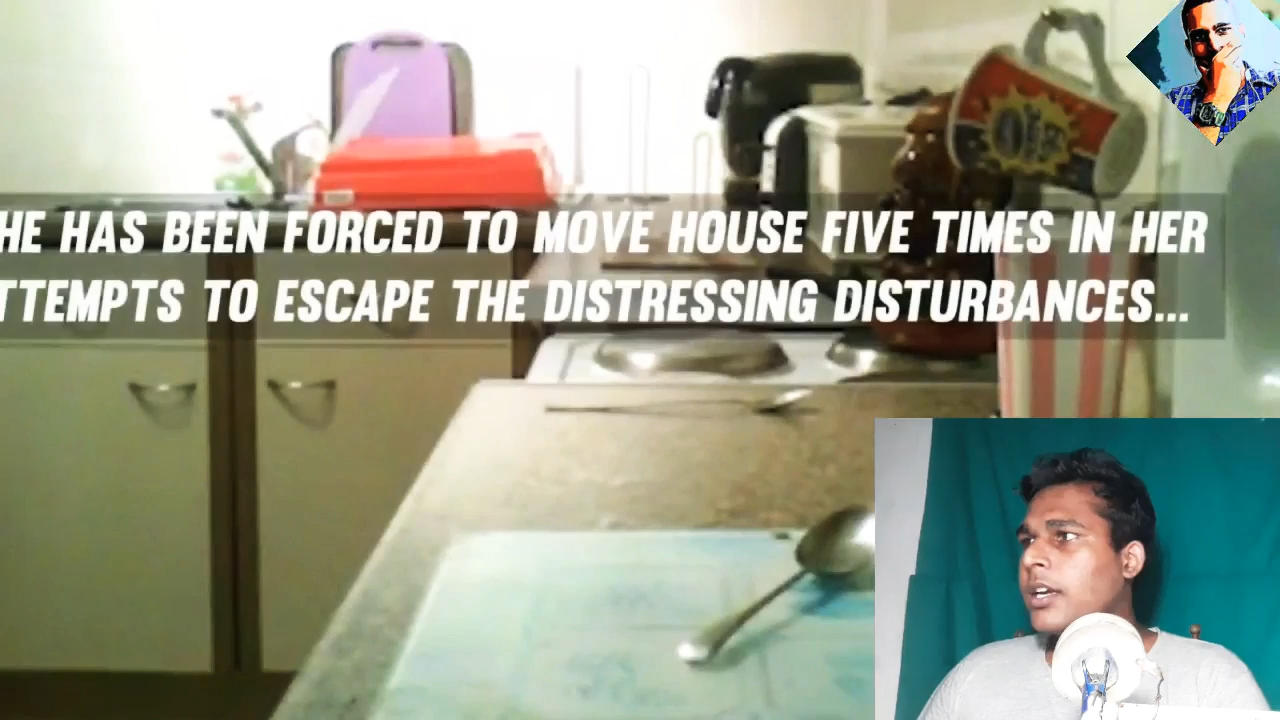 HE HAS BEEN FORCED TO MOVE HOUSE FIVE TIMES IN HER
TTEMPTS TO ESCAPE THE DISTRESSING DISTURBANCES...